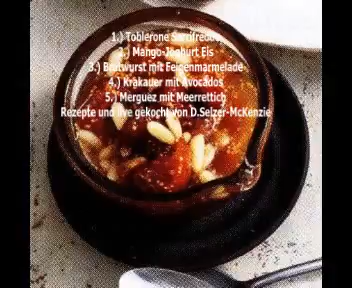 1.) Toblerone Semifreddo
2.) Mango-Joghurt Eis
3.) Bratwurst mit Feigenmarmelade
4.) Krakauer mit Avocados
5.) Merguez mit Meerrettich
Rezepte und live gekocht von D.Selzer-McKenzie